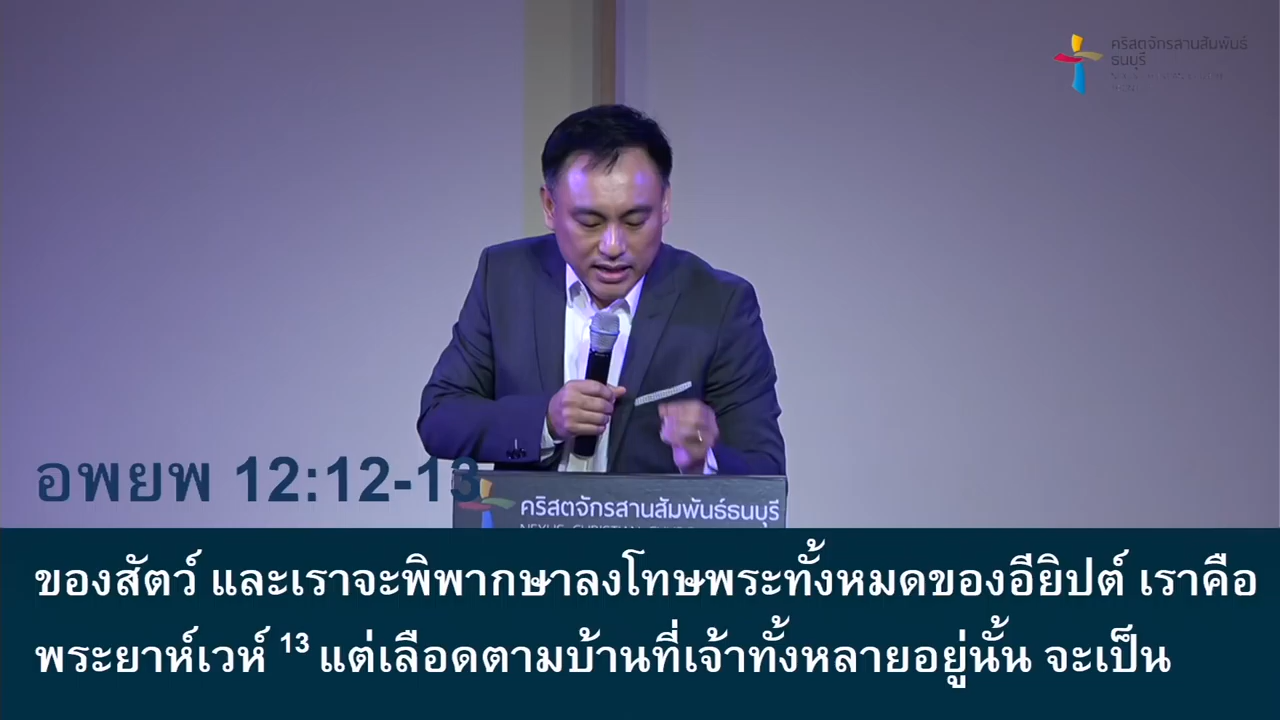 คริสตจักรสานสัมพันธ์
ธนบุรี
อพยพ 12:12-13
คริสตจักรสานสัมพันธ์ธนบุรี
NEXUS CHRISTIAN
ของสัตว์ และเราจะพิพากษาลงโทษพระทั้งหมดของอียิปต์ เราคือ
พระยาห์เวห์ ¹³ แต่เลือดตามบ้านที่เจ้าทั้งหลายอยู่นั้น จะเป็น